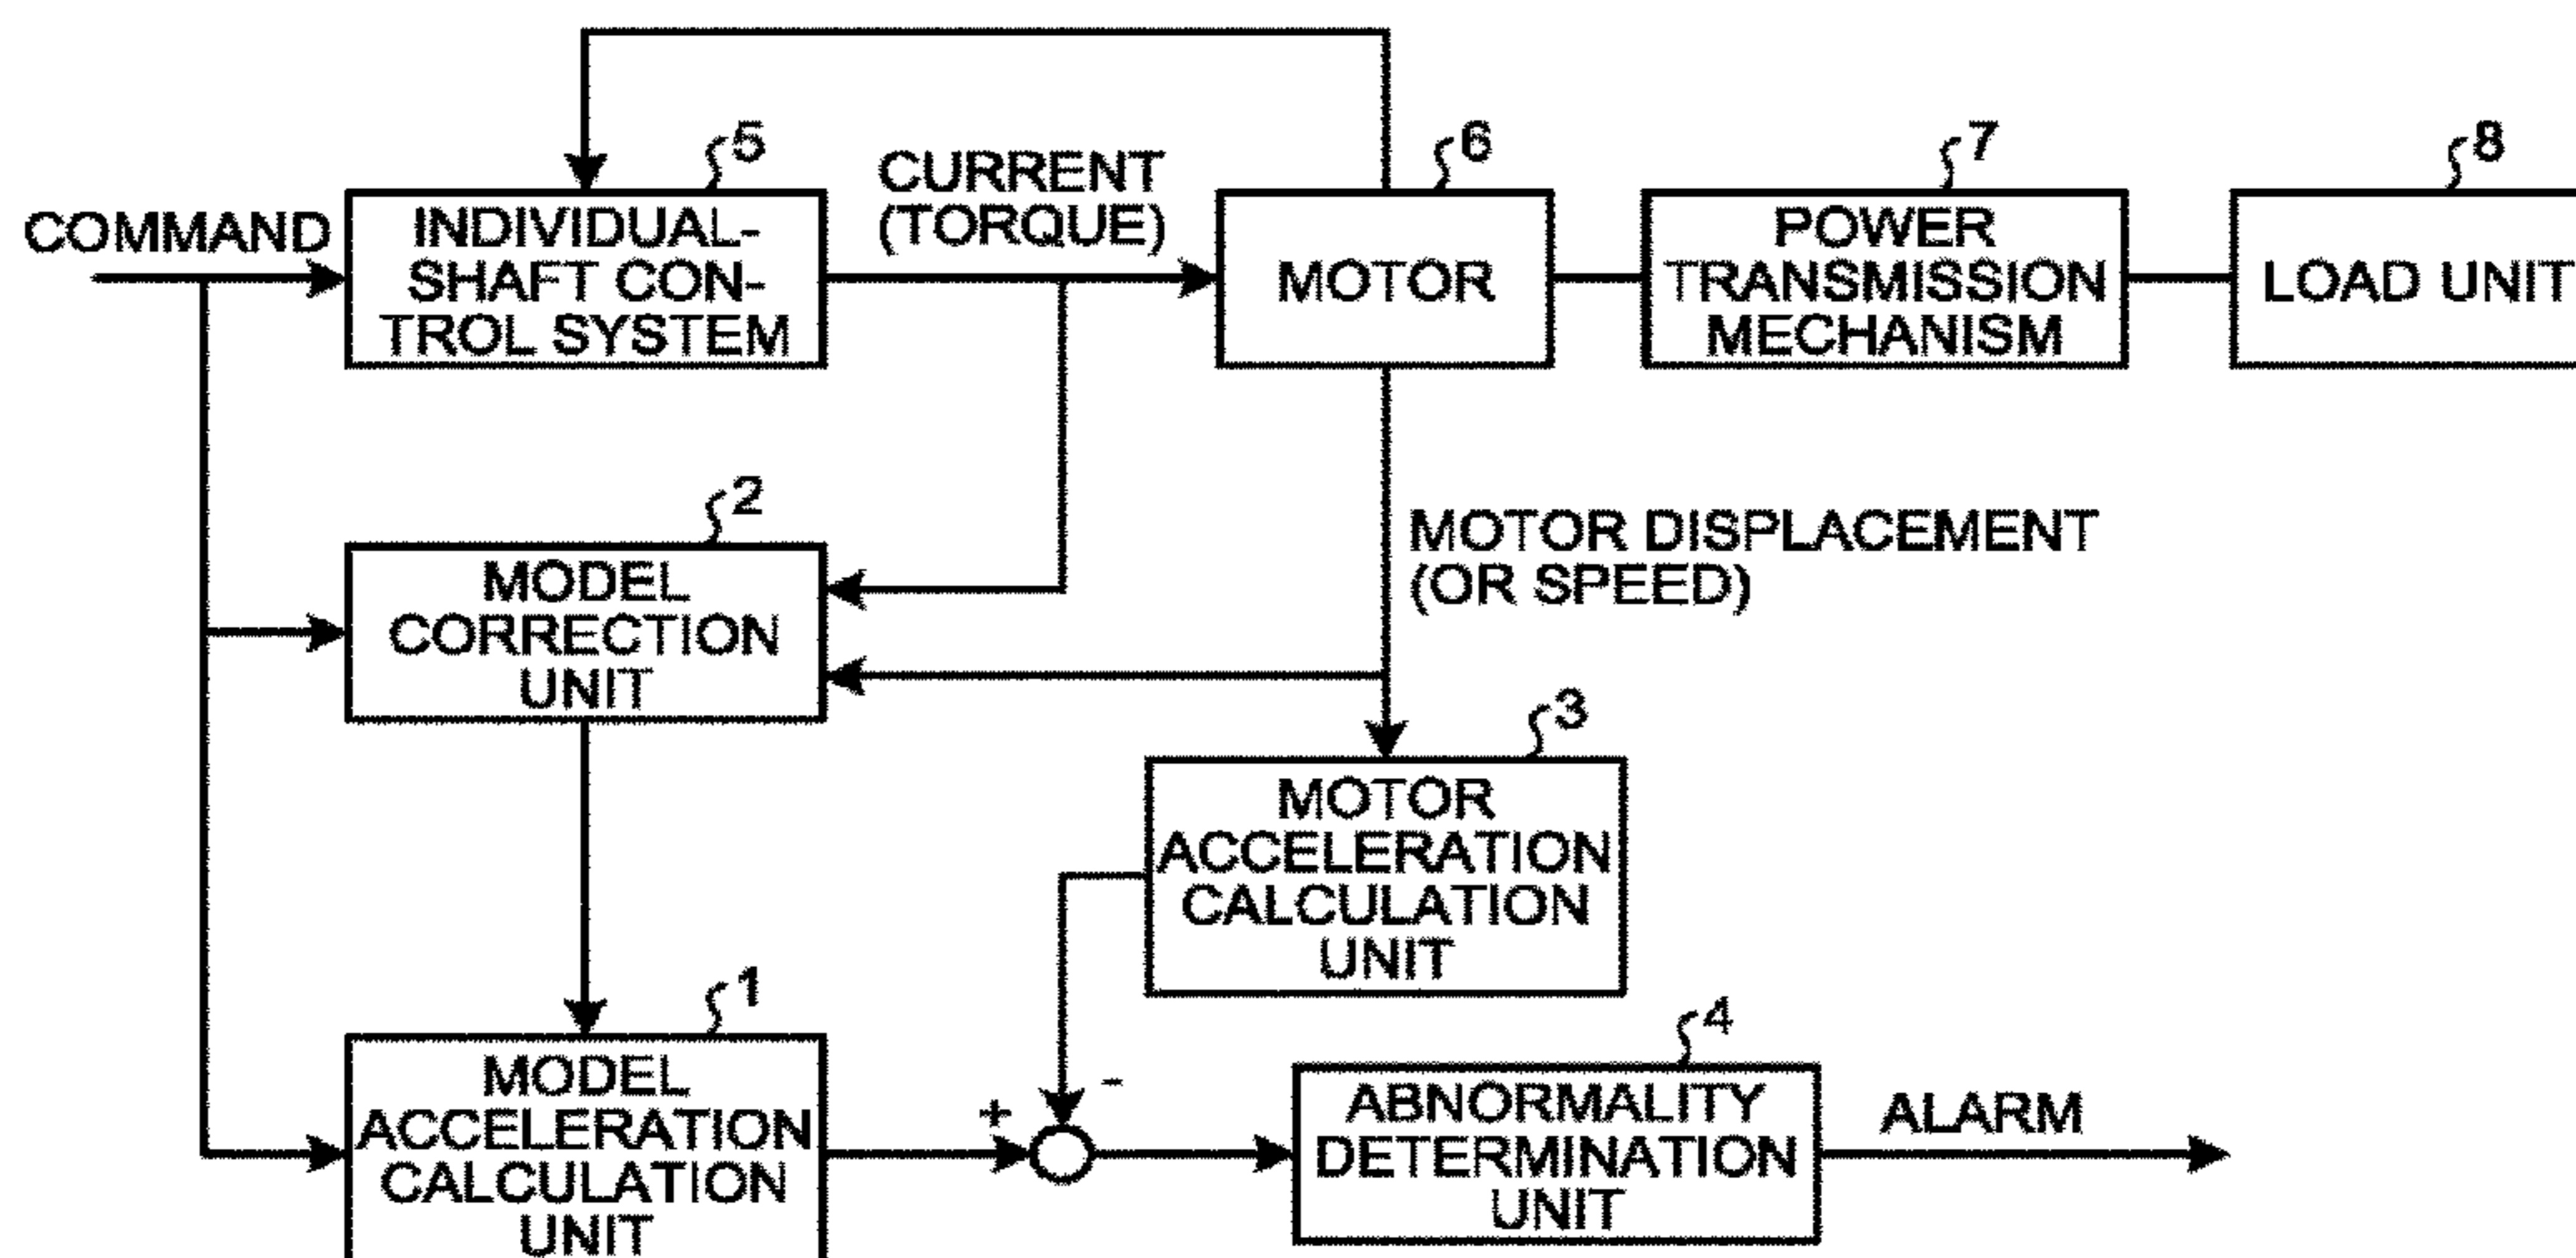 5
6
7
8
COMMAND
INDIVIDUAL-
SHAFT CON-
TROL SYSTEM
CURRENT
(TORQUE)
MOTOR
POWER
TRANSMISSION
MECHANISM
LOAD UNIT
2
MODEL
CORRECTION
UNIT
MOTOR DISPLACEMENT
(OR SPEED)
3
MOTOR
ACCELERATION
CALCULATION
UNIT
1
MODEL
ACCELERATION
CALCULATION
UNIT
+
-
4
ABNORMALITY
DETERMINATION
UNIT
ALARM